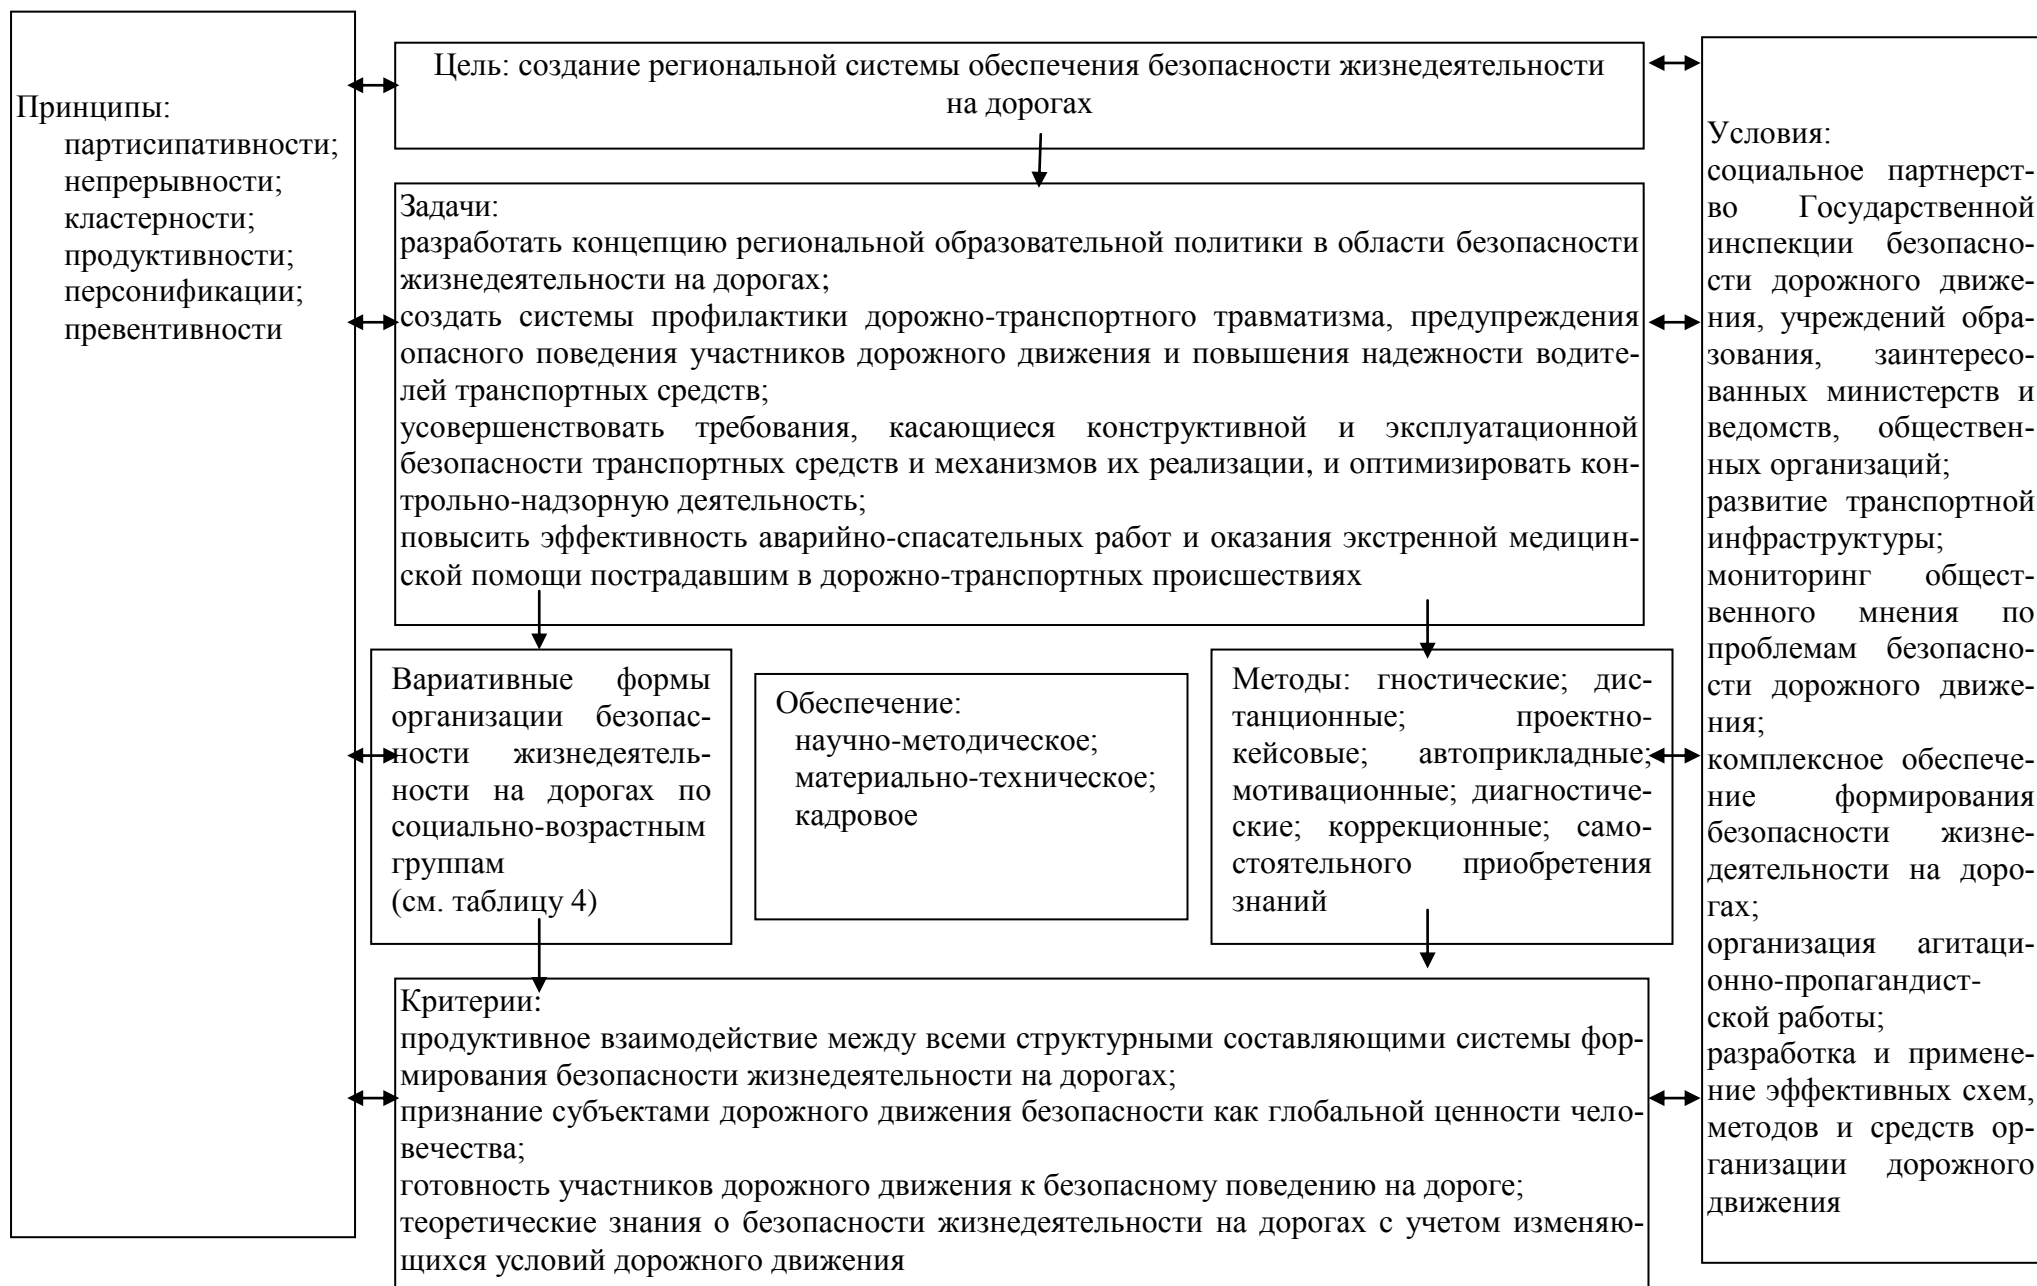 Принципы:
партисипативности;
непрерывности;
кластерности;
продуктивности;
персонификации;
превентивности
Цель: создание региональной системы обеспечения безопасности жизнедеятельности
на дорогах
Задачи:
разработать концепцию региональной образовательной политики в области безопасности
жизнедеятельности на дорогах;
создать системы профилактики дорожно-транспортного травматизма, предупреждения
опасного поведения участников дорожного движения и повышения надежности водите-
лей транспортных средств;
усовершенствовать требования, касающиеся конструктивной и эксплуатационной
безопасности транспортных средств и механизмов их реализации, и оптимизировать кон-
трольно-надзорную деятельность;
повысить эффективность аварийно-спасательных работ и оказания экстренной медицин-
ской помощи пострадавшим в дорожно-транспортных происшествиях
Вариативные формы
организации безопас-
ности жизнедеятель-
ности на дорогах по
социально-возрастным
группам
(см. таблицу 4)
Обеспечение:
научно-методическое;
материально-техническое;
кадровое
Методы: гностические; дис-
танционные; проектно-
кейсовые; автоприкладные;
мотивационные; диагностиче-
ские; коррекционные; само-
стоятельного приобретения
знаний
Критерии:
продуктивное взаимодействие между всеми структурными составляющими системы фор-
мирования безопасности жизнедеятельности на дорогах;
признание субъектами дорожного движения безопасности как глобальной ценности чело-
вечества;
готовность участников дорожного движения к безопасному поведению на дороге;
теоретические знания о безопасности жизнедеятельности на дорогах с учетом изменяю-
щихся условий дорожного движения
Условия:
социальное партнерст-
во Государственной
инспекции безопасно-
сти дорожного движе-
ния, учреждений обра-
зования, заинтересо-
ванных министерств и
ведомств, обществен-
ных организаций;
развитие транспортной
инфраструктуры;
мониторинг общест-
венного мнения по
проблемам безопасно-
сти дорожного движе-
ния;
комплексное обеспече-
ние формирования
безопасности жизне-
деятельности на доро-
гах;
организация агитаци-
онно-пропагандист-
ской работы;
разработка и примене-
ние эффективных схем,
методов и средств ор-
ганизации дорожного
движения